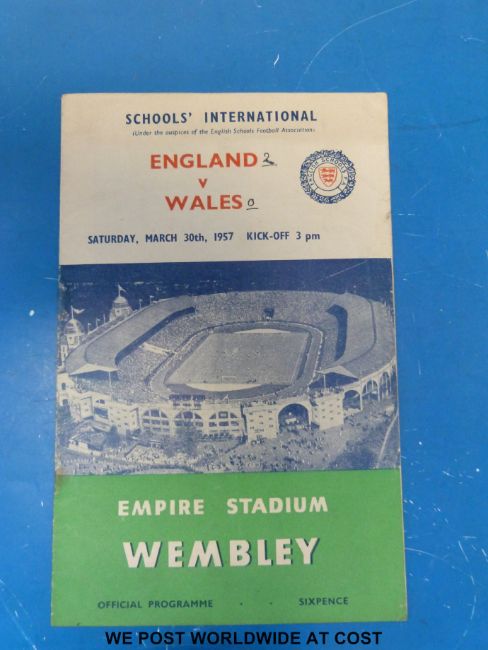 SCHOOLS' INTERNATIONAL
(Under the auspices of the English Schools Football Association)
ENGLAND 2
v
WALES 0
SATURDAY, MARCH 30th, 1957 KICK-OFF 3 pm
EMPIRE STADIUM
WEMBLEY
OFFICIAL PROGRAMME - - SIXPENCE
WE POST WORLDWIDE AT COST